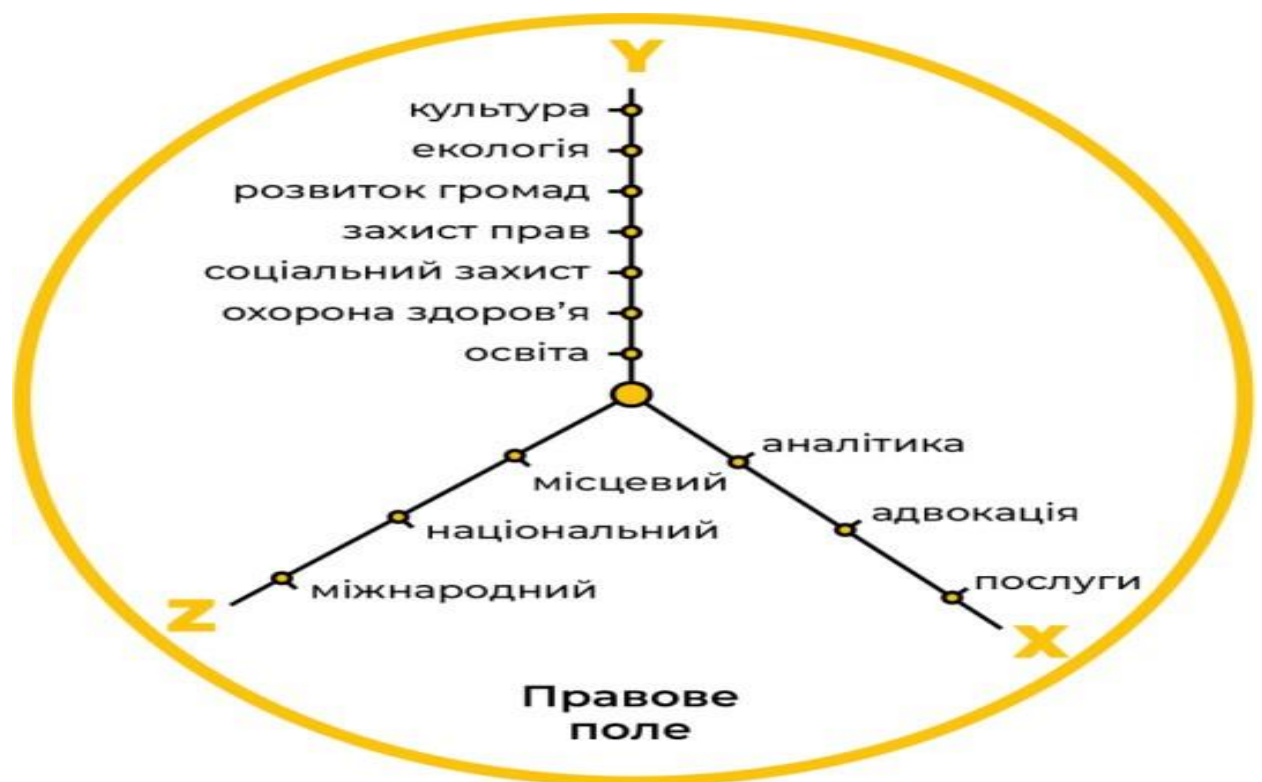 Y
культура
екологія
розвиток громад
захист прав
соціальний захист
охорона здоров’я
освіта
аналітика
місцевий
адвокація
національний
послуги
міжнародний
Z
X
Правове
поле